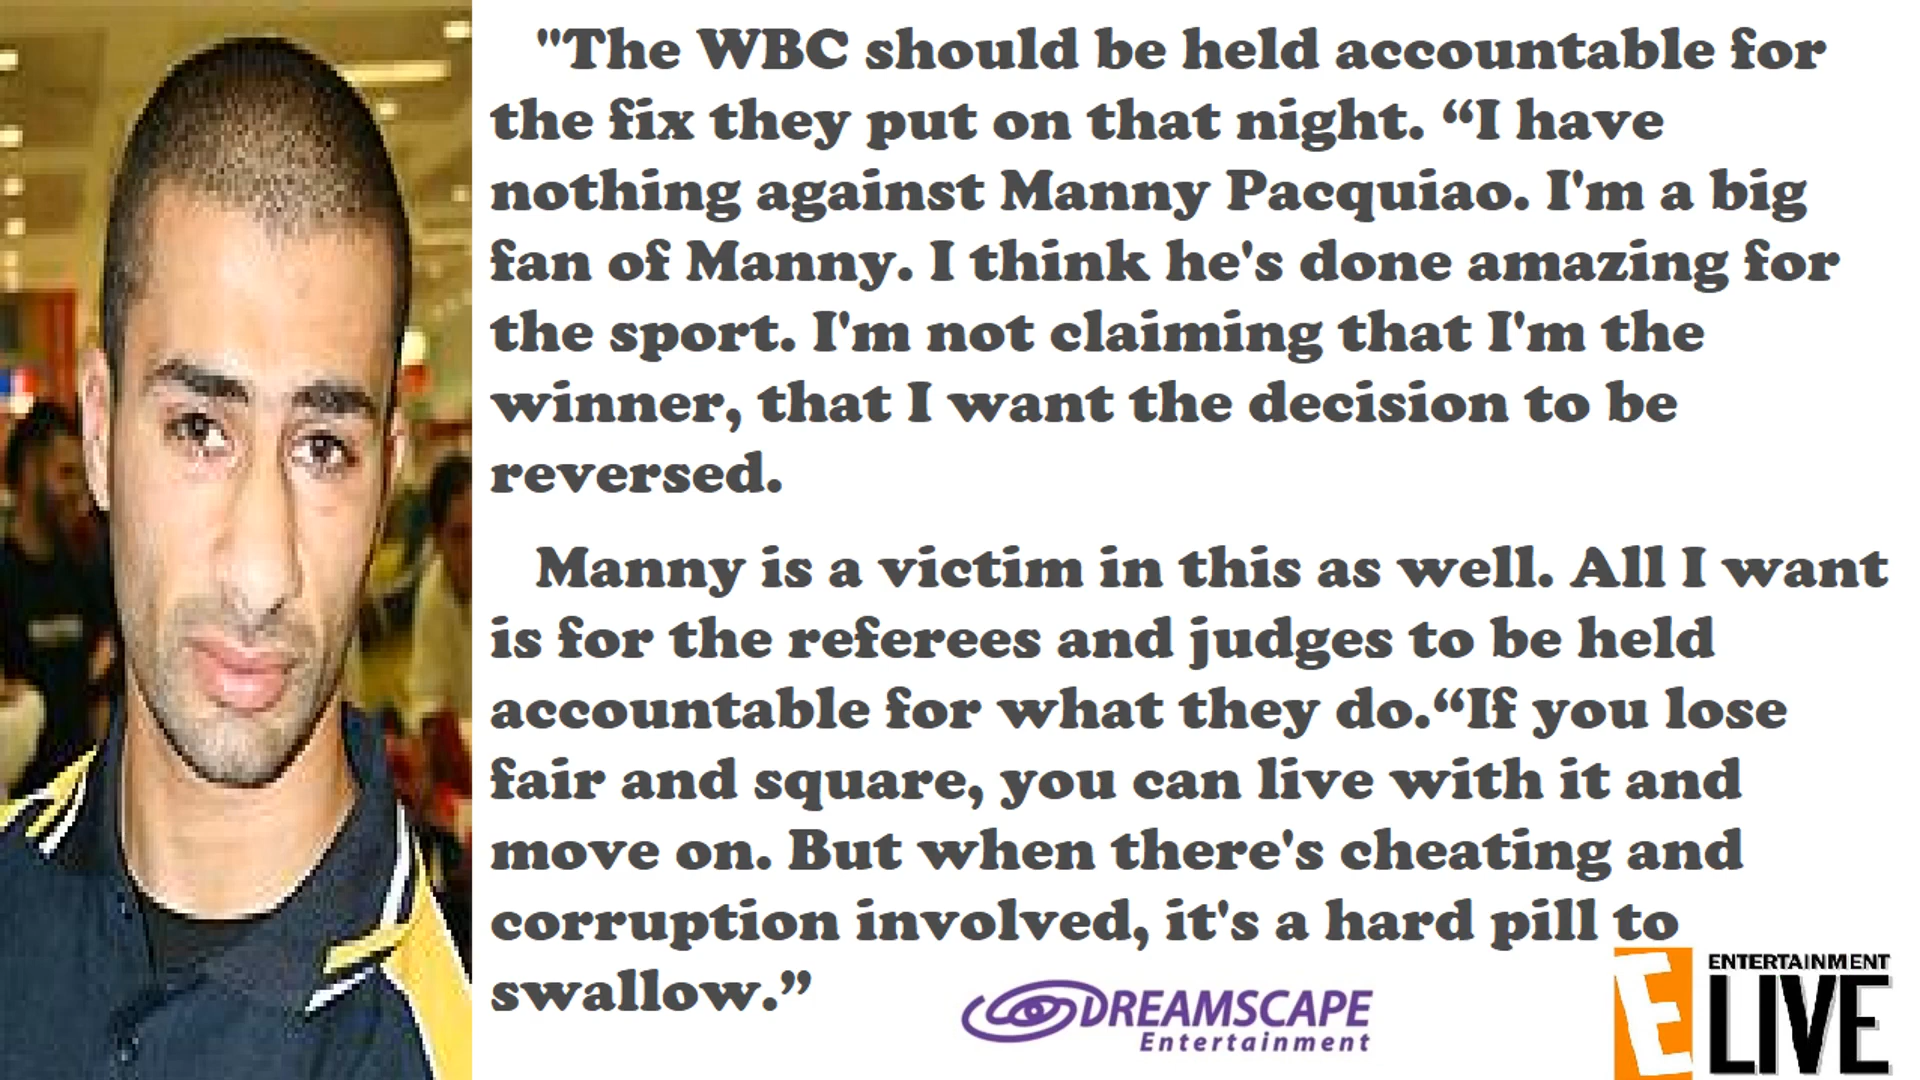 "The WBC should be held accountable for
the fix they put on that night. “I have
nothing against Manny Pacquiao. I'm a big
fan of Manny. I think he's done amazing for
the sport. I'm not claiming that I'm the
winner, that I want the decision to be
reversed.
Manny is a victim in this as well. All I want
is for the referees and judges to be held
accountable for what they do.“If you lose
fair and square, you can live with it and
move on. But when there's cheating and
corruption involved, it's a hard pill to
swallow.”
DREAMSCAPE
Entertainment
E ENTERTAINMENT
LIVE